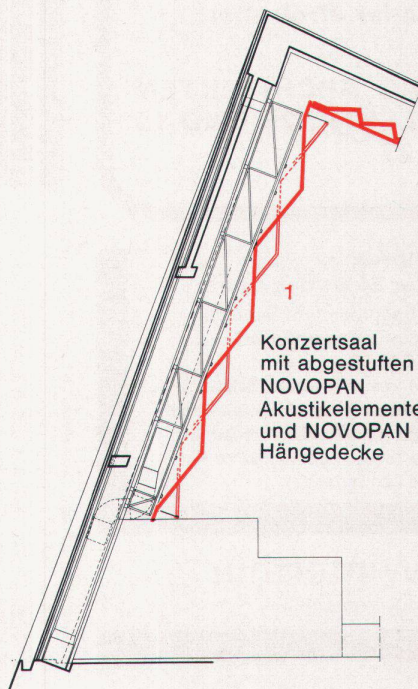 1
Konzertsaal
mit abgestuften
NOVOPAN
Akustikelemente
und NOVOPAN
Hängedecke